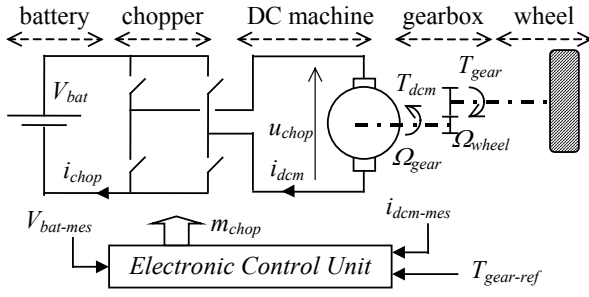 battery chopper DC machine gearbox wheel
V_bat
T_gear
T_dcm
u_chop
Ω_wheel
Ω_gear
i_chop
i_dcm
V_bat-mes
m_chop
i_dcm-mes
Electronic Control Unit
T_gear-ref